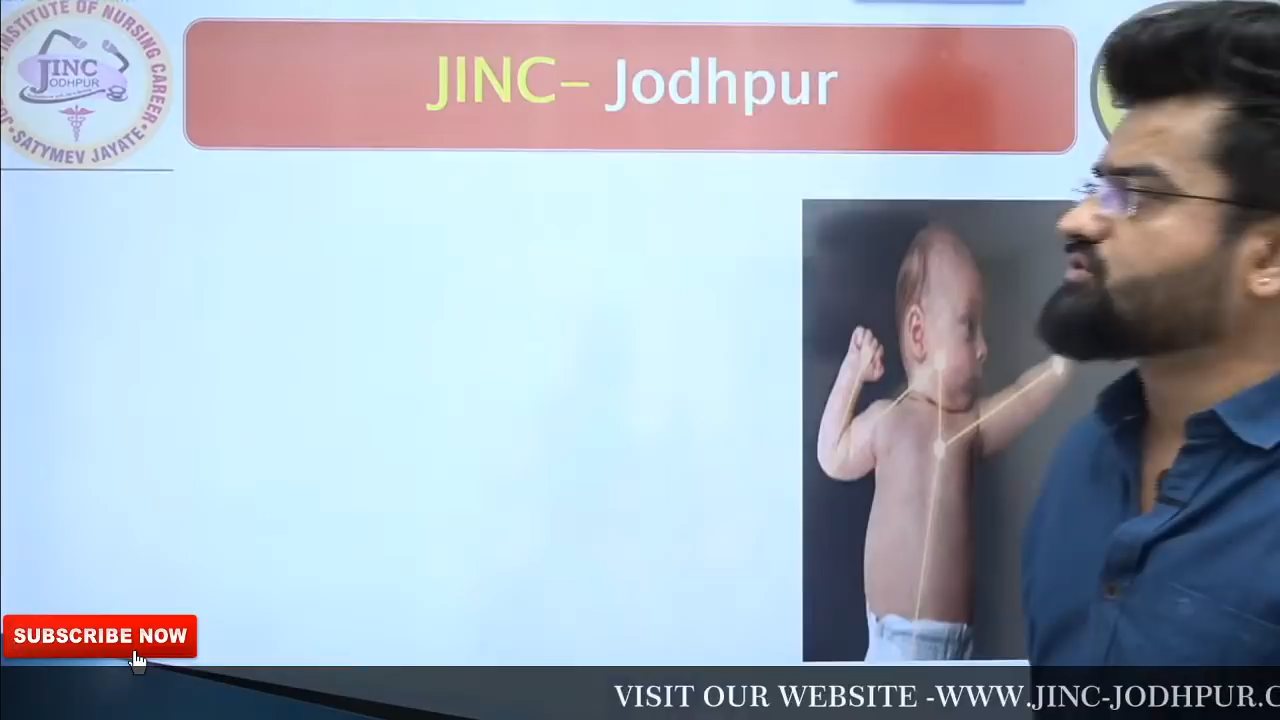 INSTITUTE OF NURSING CAREER
JINC
JODHPUR
SATYMEV JAYATE
JINC- Jodhpur
SUBSCRIBE NOW
VISIT OUR WEBSITE -WWW.JINC-JODHPUR.C